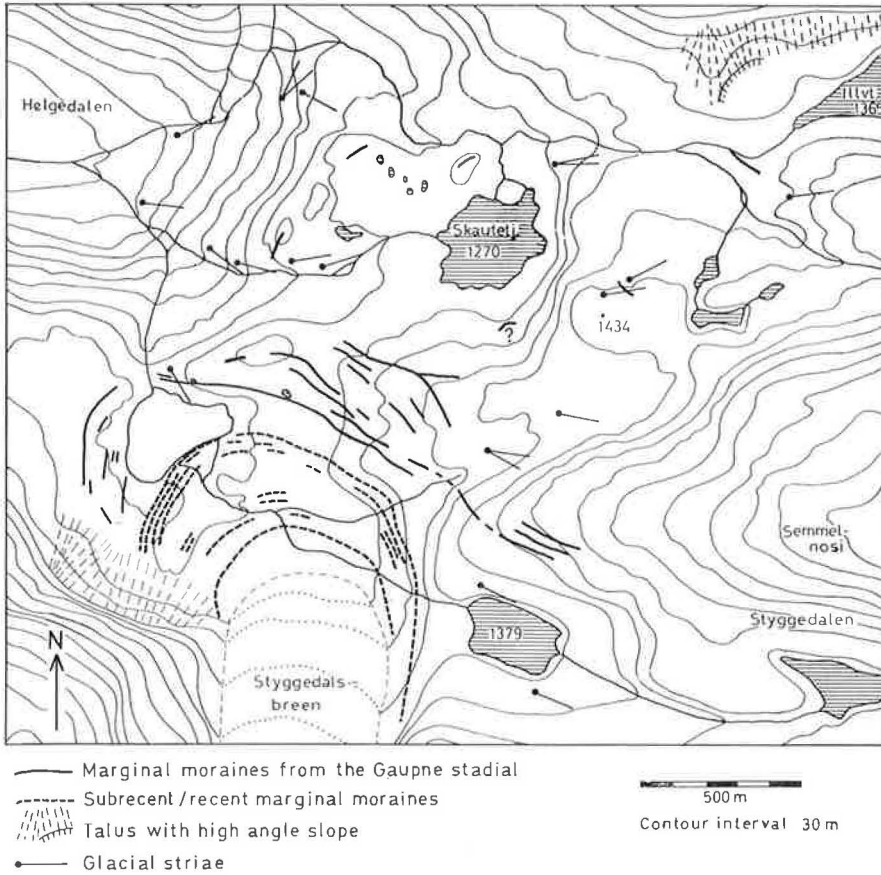 Helgedalen
Illvt
Skautetj.
1270
1434
?
Semmel-
nosi
1379
Styggedalen
N
Styggedals-
breen
Marginal moraines from the Gaupne stadial
Subrecent/recent marginal moraines
500 m
Talus with high angle slope
Contour interval 30 m
Glacial striae